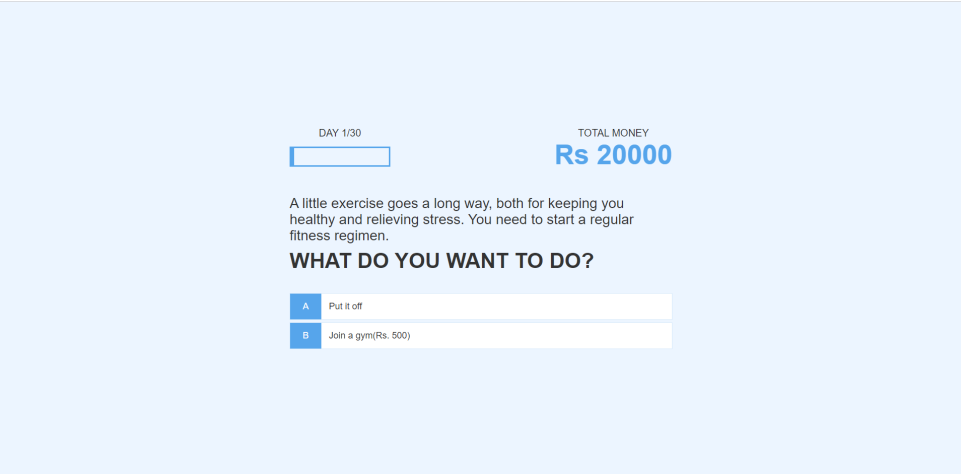 DAY 1/30
TOTAL MONEY
Rs 20000
A little exercise goes a long way, both for keeping you
healthy and relieving stress. You need to start a regular
fitness regimen.
WHAT DO YOU WANT TO DO?
A Put it off
B Join a gym(Rs. 500)